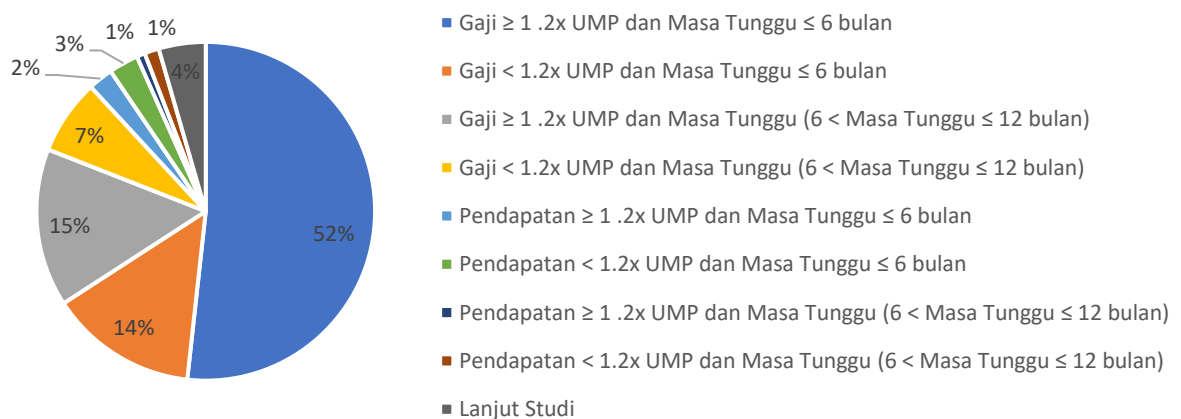 1% 1%
3%
2%
4%
7%
15%
52%
14%
Gaji ≥ 1 .2x UMP dan Masa Tunggu ≤ 6 bulan
Gaji < 1.2x UMP dan Masa Tunggu ≤ 6 bulan
Gaji ≥ 1 .2x UMP dan Masa Tunggu (6 < Masa Tunggu ≤ 12 bulan)
Gaji < 1.2x UMP dan Masa Tunggu (6 < Masa Tunggu ≤ 12 bulan)
Pendapatan ≥ 1 .2x UMP dan Masa Tunggu ≤ 6 bulan
Pendapatan < 1.2x UMP dan Masa Tunggu ≤ 6 bulan
Pendapatan ≥ 1 .2x UMP dan Masa Tunggu (6 < Masa Tunggu ≤ 12 bulan)
Pendapatan < 1.2x UMP dan Masa Tunggu (6 < Masa Tunggu ≤ 12 bulan)
Lanjut Studi